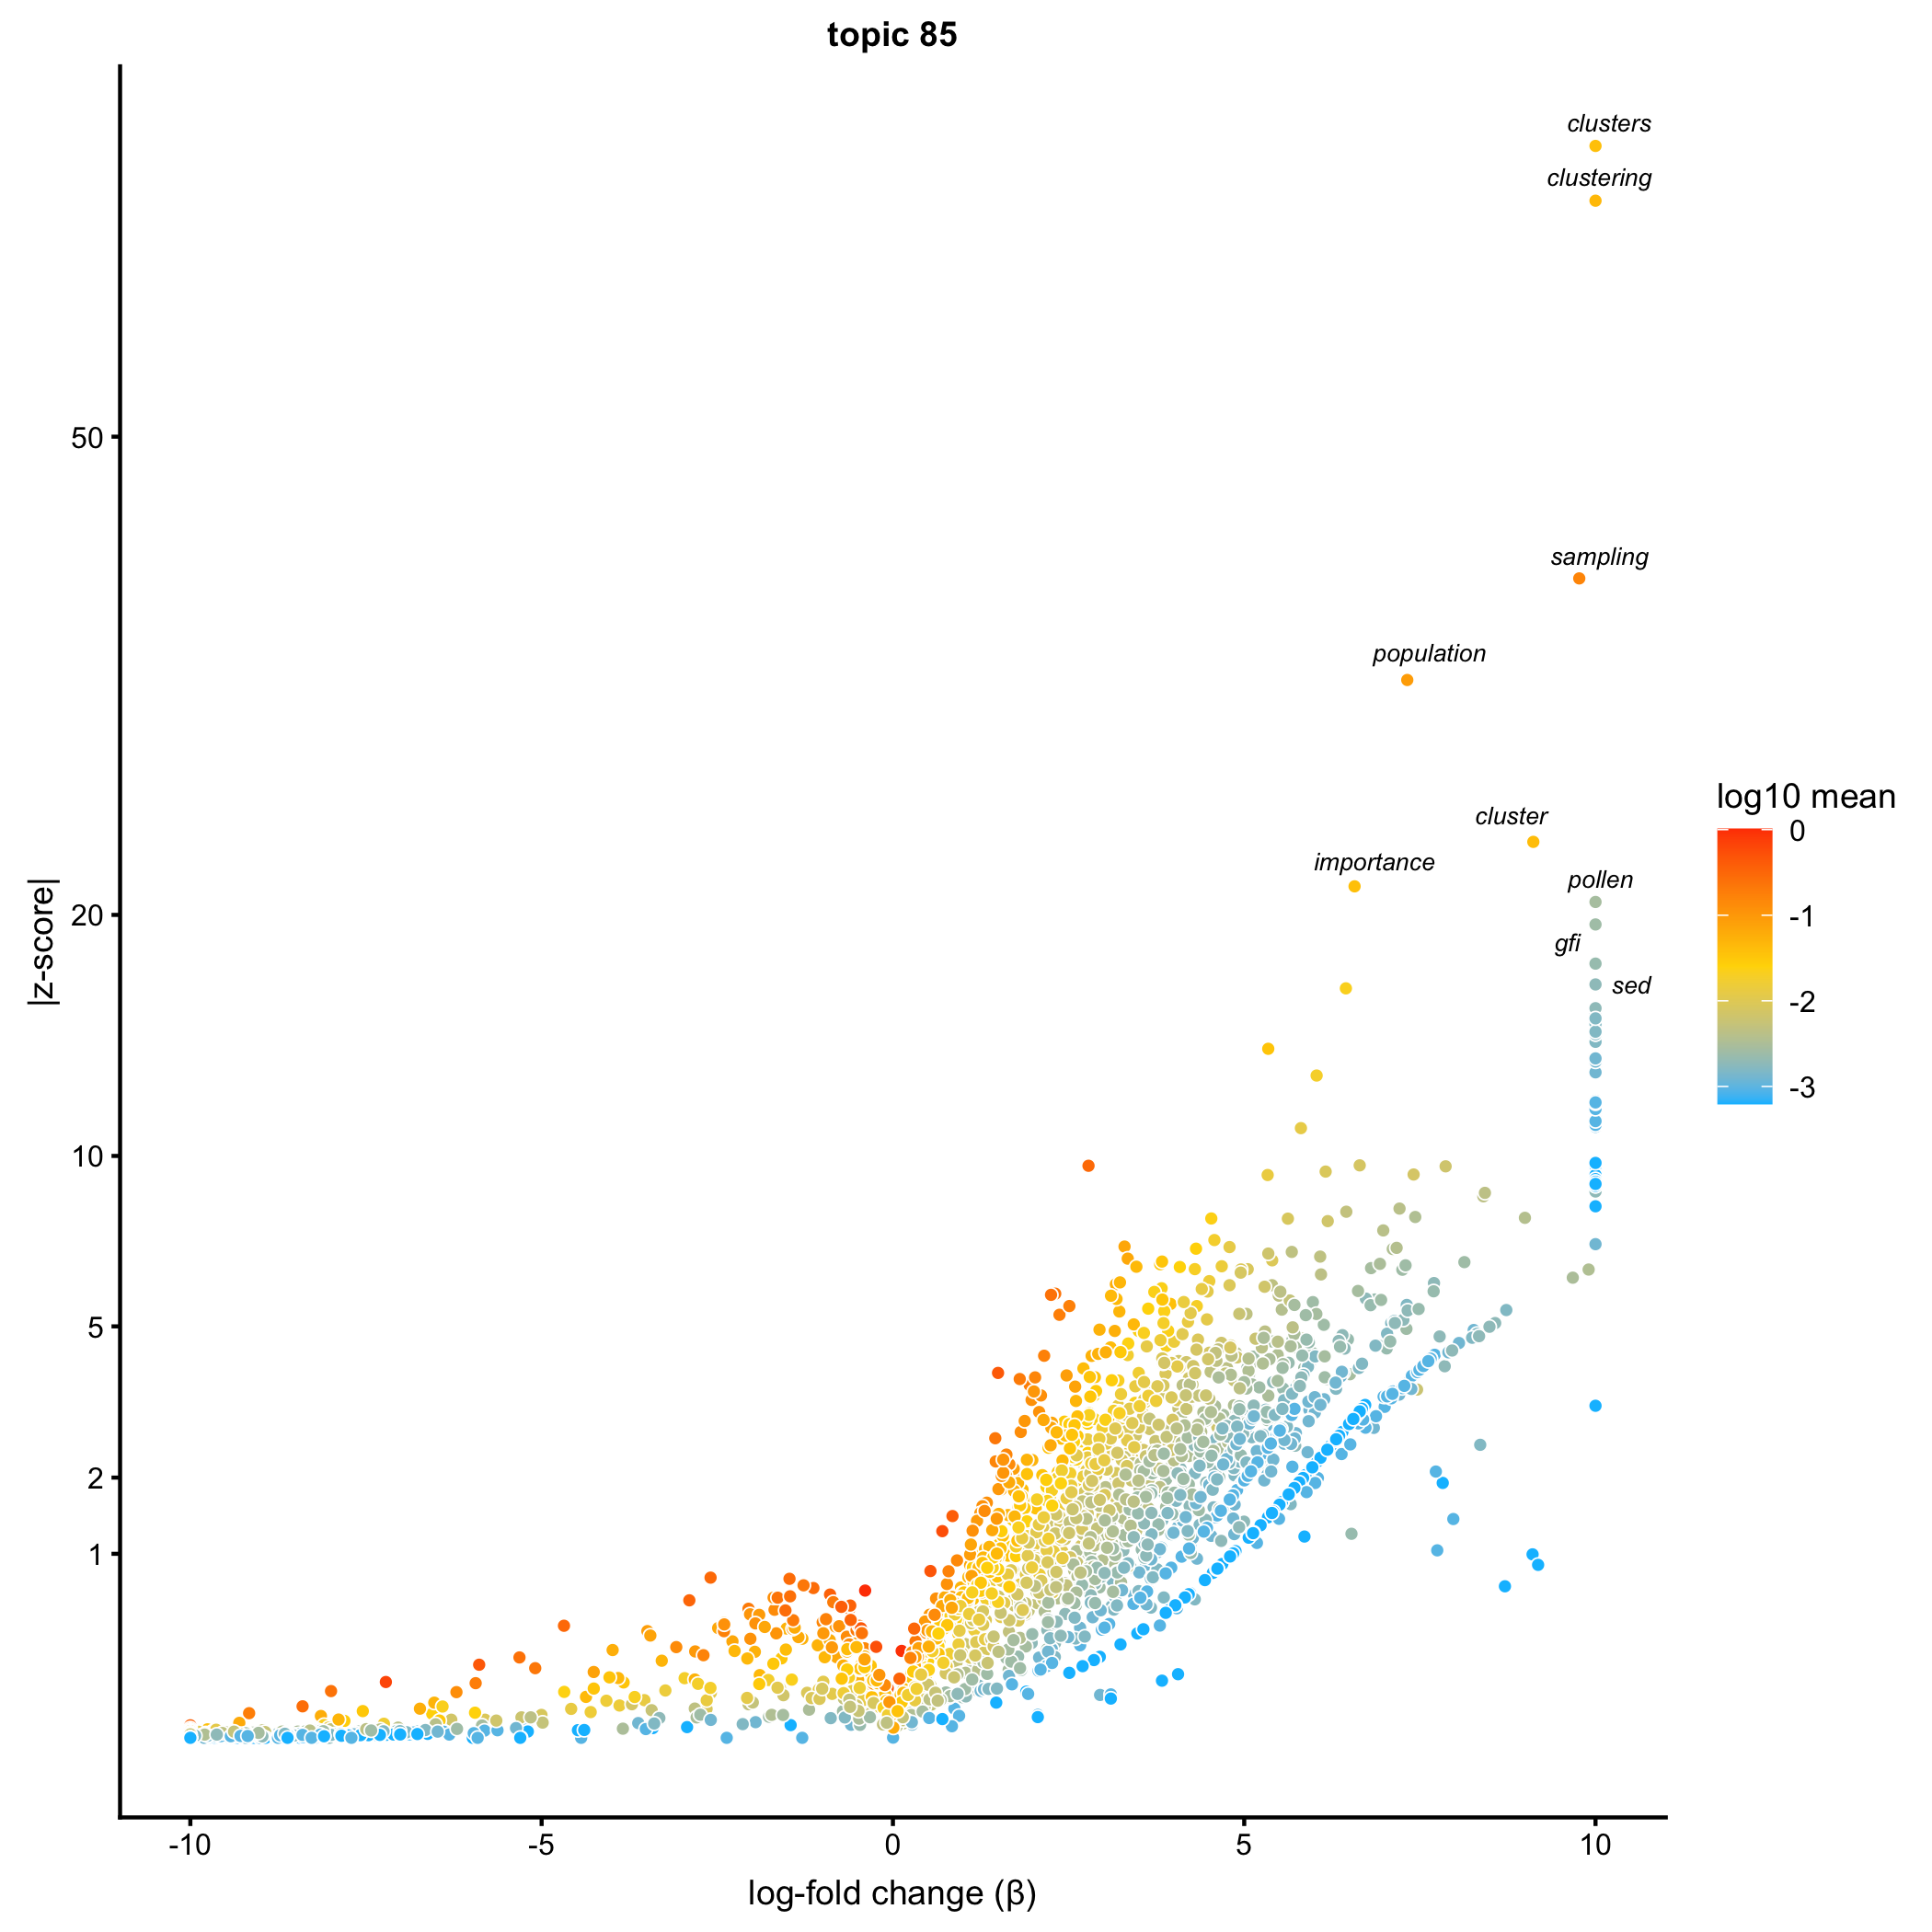 topic 85
clusters
clustering
50
sampling
population
log10 mean
cluster
0
importance
pollen
20
-1
gfi
|z-score|
sed
-2
-3
10
5
2
1
-10
-5
0
5
10
log-fold change (β)